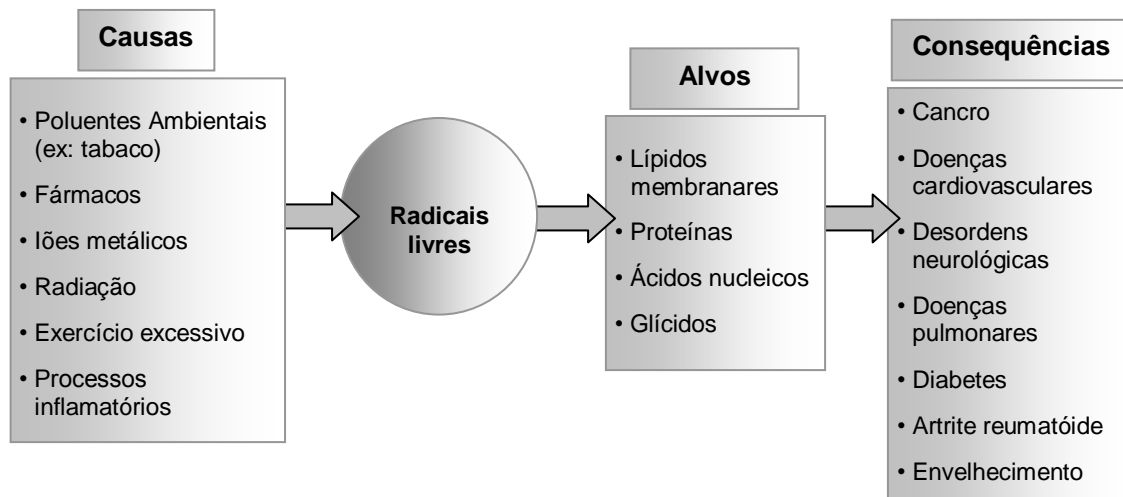 Causas
• Poluentes Ambientais
(ex: tabaco)
• Fármacos
• Iões metálicos
• Radiação
• Exercício excessivo
• Processos
inflamatórios
Radicais
livres
Alvos
• Lípidos
membranares
• Proteínas
• Ácidos nucleicos
• Glícidos
Consequências
• Cancro
• Doenças
cardiovasculares
• Desordens
neurológicas
• Doenças
pulmonares
• Diabetes
• Artrite reumatóide
• Envelhecimento